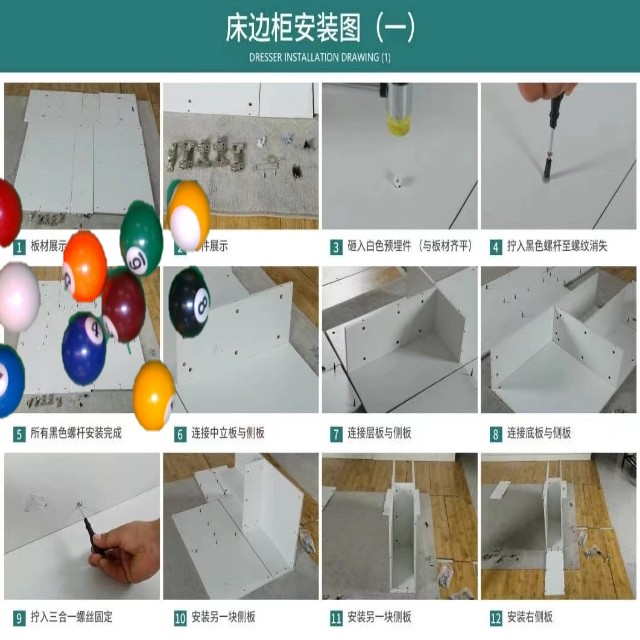 床边柜安装图（一）
DRESSER INSTALLATION DRAWING (1)
1 板材展示
件展示
3 砸入白色预埋件（与板材齐平）
4 拧入黑色螺杆至螺纹消失
5 所有黑色螺杆安装完成
6 连接中立板与侧板
7 连接层板与侧板
8 连接底板与侧板
9 拧入三合一螺丝固定
10 安装另一块侧板
11 安装另一块侧板
12 安装右侧板
6
9
8
4